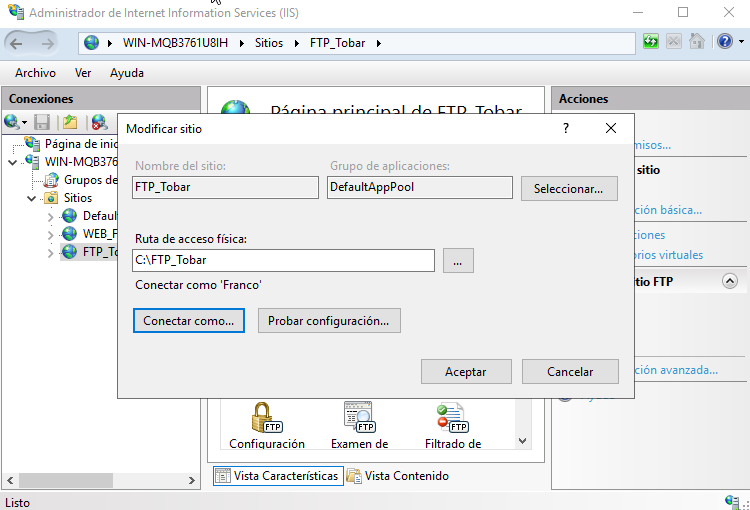 Administrador de Internet Information Services (IIS)
WIN-MQB3761U8IH Sitios FTP_Tobar
Archivo Ver Ayuda
Conexiones
Página de inic
WIN-MQB376
Grupos de
Sitios
Default
WEB_F
FTP_To
Página principal de FTP_Tobar
Modificar sitio
Nombre del sitio:
Grupo de aplicaciones:
FTP_Tobar
DefaultAppPool
Seleccionar...
Ruta de acceso física:
C:\FTP_Tobar
...
Conectar como 'Franco'
Conectar como...
Probar configuración...
Aceptar
Cancelar
FTP
FTP
FTP
Configuración
Examen de
Filtrado de
Vista Características
Vista Contenido
Acciones
misos...
sitio
ción básica...
ciones
rios virtuales
itio FTP
ción avanzada...
Listo